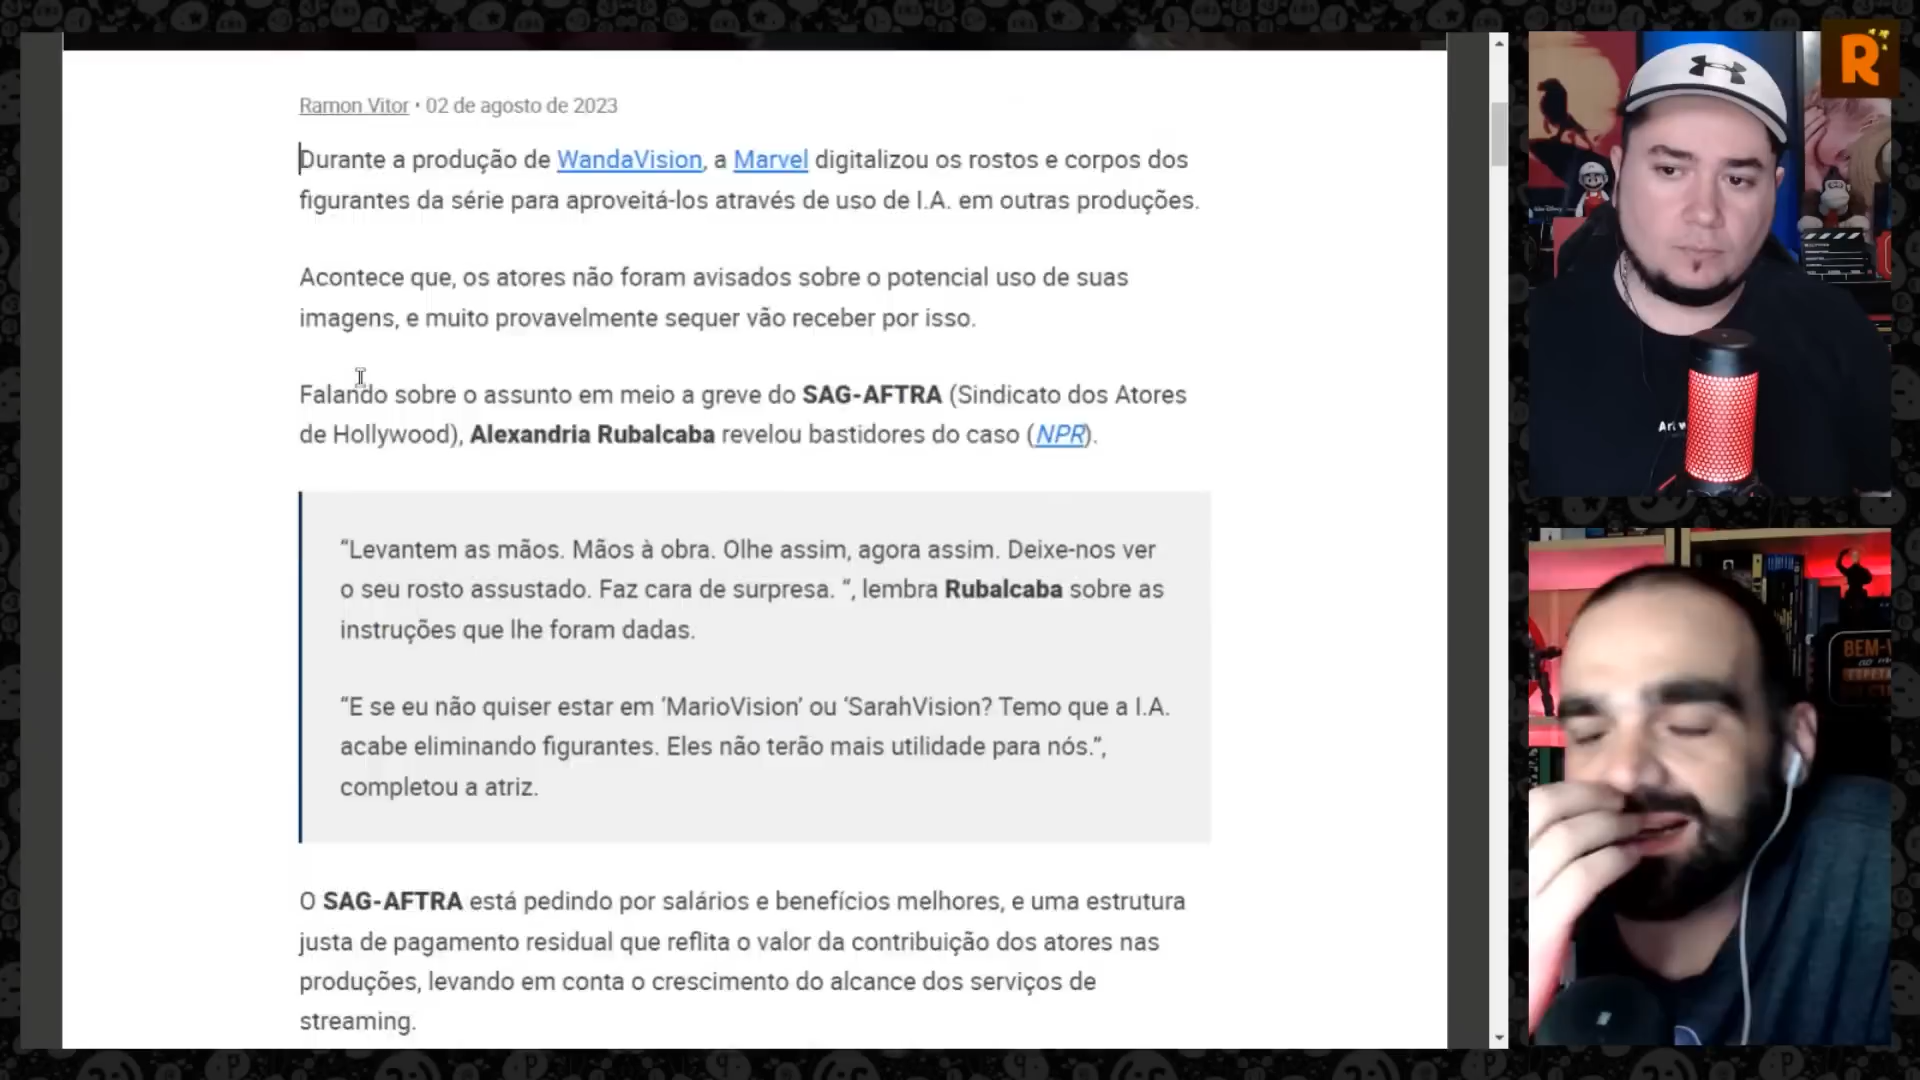 Ramon Vitor • 02 de agosto de 2023
Durante a produção de WandaVision, a Marvel digitalizou os rostos e corpos dos
figurantes da série para aproveitá-los através de uso de I.A. em outras produções.
Acontece que, os atores não foram avisados sobre o potencial uso de suas
imagens, e muito provavelmente sequer vão receber por isso.
Falando sobre o assunto em meio a greve do SAG-AFTRA (Sindicato dos Atores
de Hollywood), Alexandria Rubalcaba revelou bastidores do caso (NPR).
“Levantem as mãos. Mãos à obra. Olhe assim, agora assim. Deixe-nos ver
o seu rosto assustado. Faz cara de surpresa. “, lembra Rubalcaba sobre as
instruções que lhe foram dadas.
“E se eu não quiser estar em ‘MarioVision’ ou ‘SarahVision? Temo que a I.A.
acabe eliminando figurantes. Eles não terão mais utilidade para nós.”,
completou a atriz.
O SAG-AFTRA está pedindo por salários e benefícios melhores, e uma estrutura
justa de pagamento residual que reflita o valor da contribuição dos atores nas
produções, levando em conta o crescimento do alcance dos serviços de
streaming.
R
BEM-V